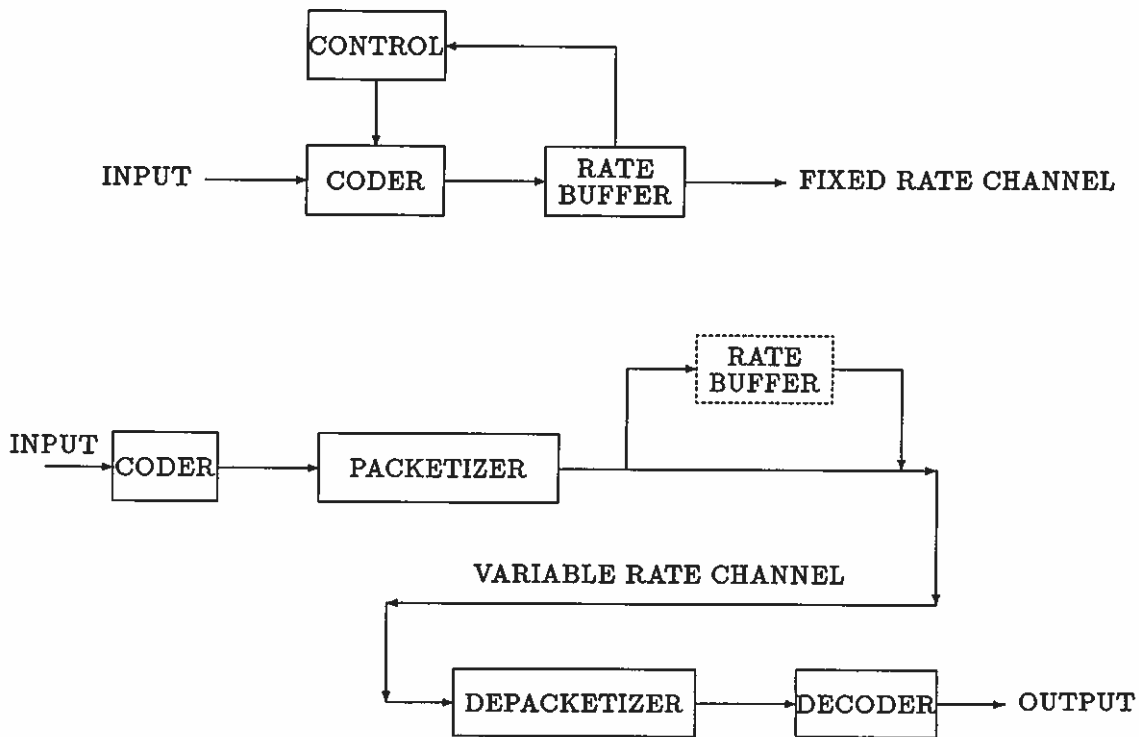 CONTROL
INPUT
CODER
RATE
BUFFER
FIXED RATE CHANNEL
RATE
BUFFER
INPUT
CODER
PACKETIZER
VARIABLE RATE CHANNEL
DEPACKETIZER
DECODER
OUTPUT